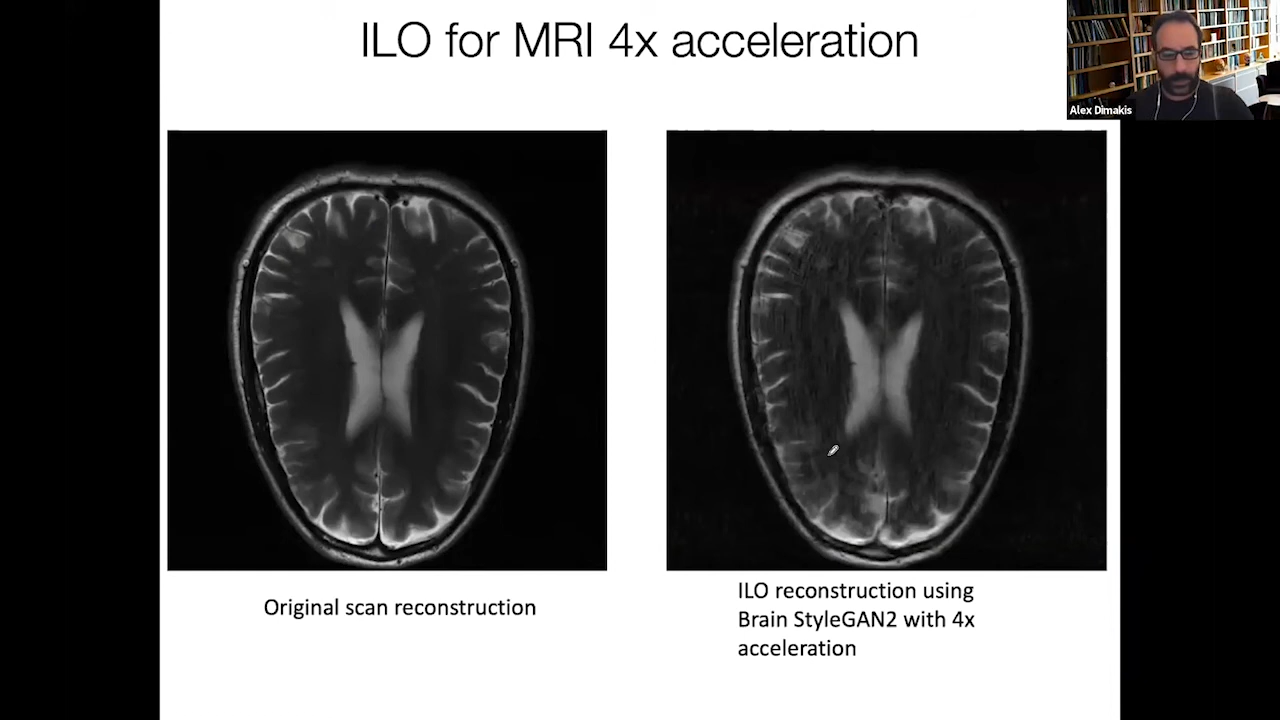 ILO for MRI 4x acceleration
Alex Dimakis
Original scan reconstruction
ILO reconstruction using
Brain StyleGAN2 with 4x
acceleration